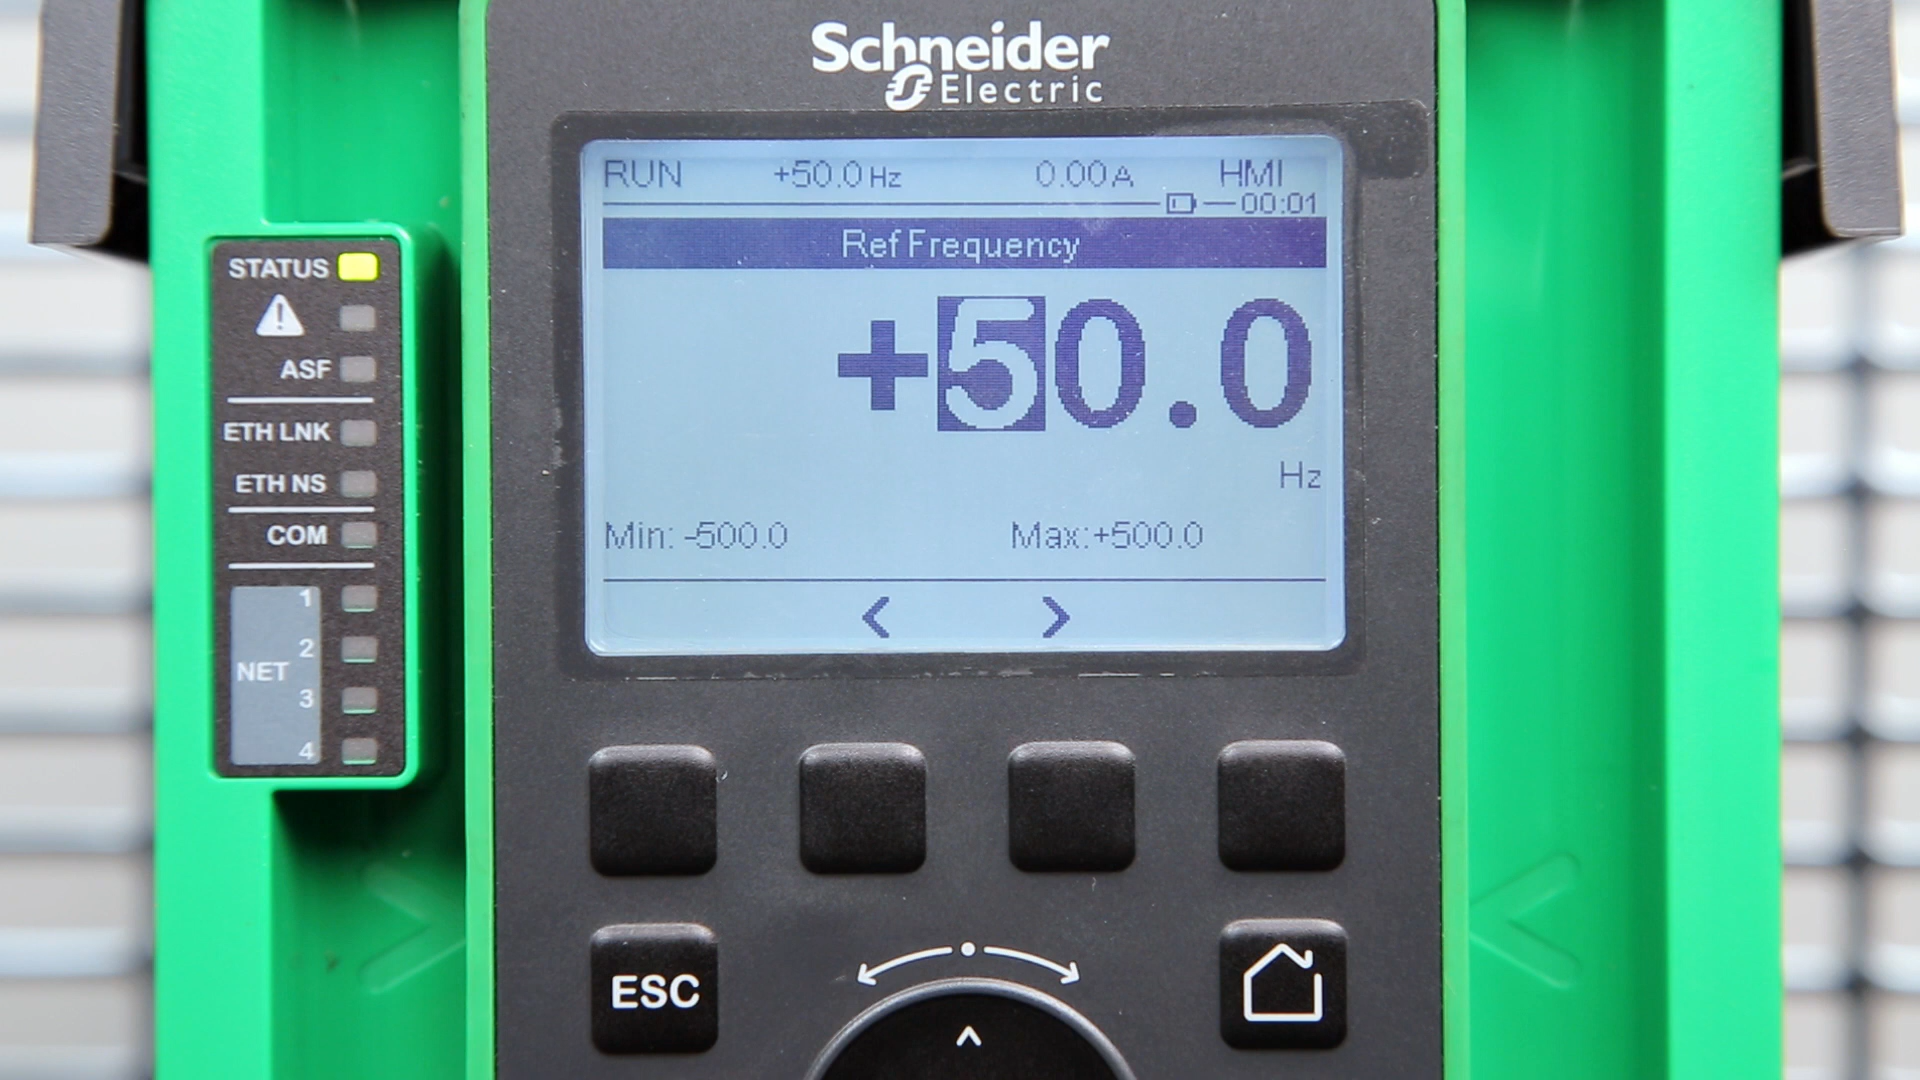 Schneider
Electric
RUN +50.0 Hz 0.00A HMI
00:01
Ref Frequency
+50.0
Hz
Min: -500.0 Max:+500.0
< >
STATUS
!
ASF
ETH LNK
ETH NS
COM
NET 1
2
3
4
ESC